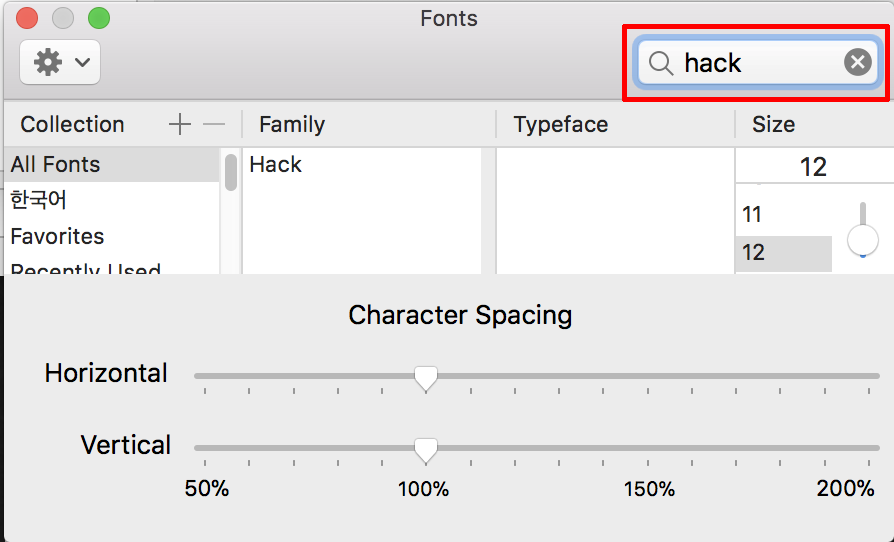 Fonts
hack
Collection Family Typeface Size
All Fonts Hack 12
한국어 11
Favorites 12
Recently Used
Character Spacing
Horizontal
Vertical
50% 100% 150% 200%